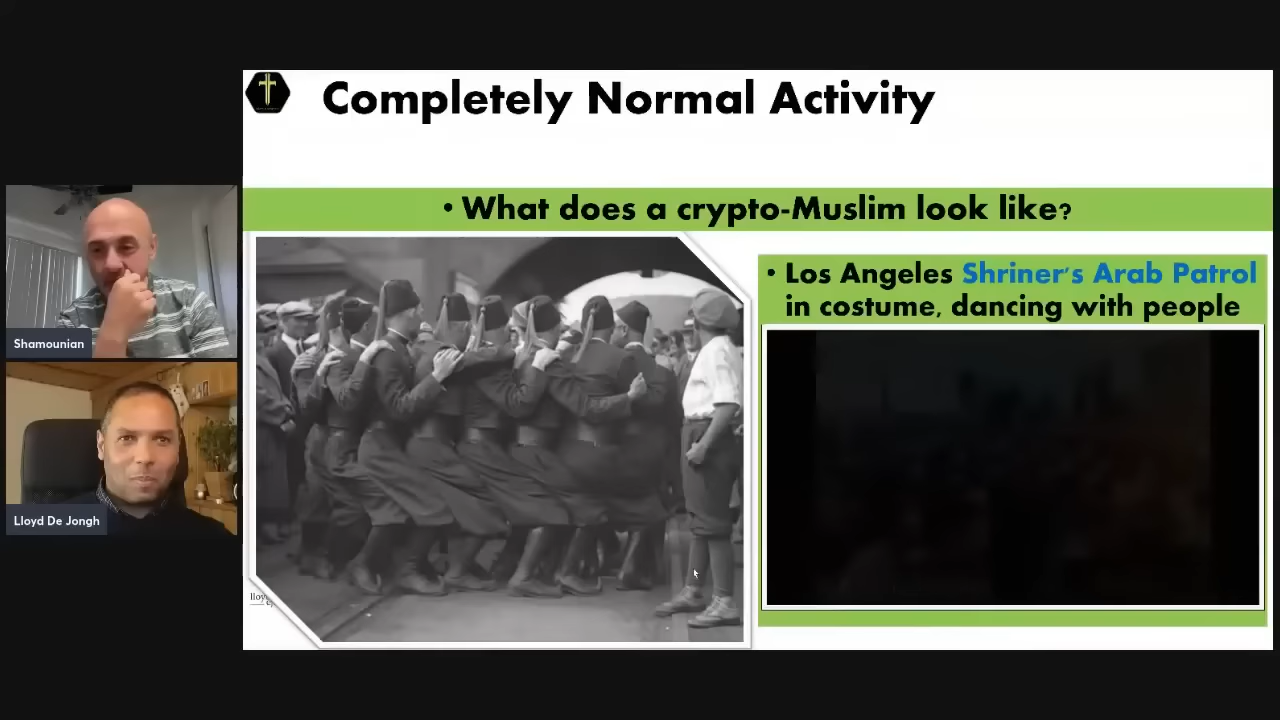 Completely Normal Activity
• What does a crypto-Muslim look like?
• Los Angeles Shriner's Arab Patrol
in costume, dancing with people
Shamounian
Lloyd De Jongh